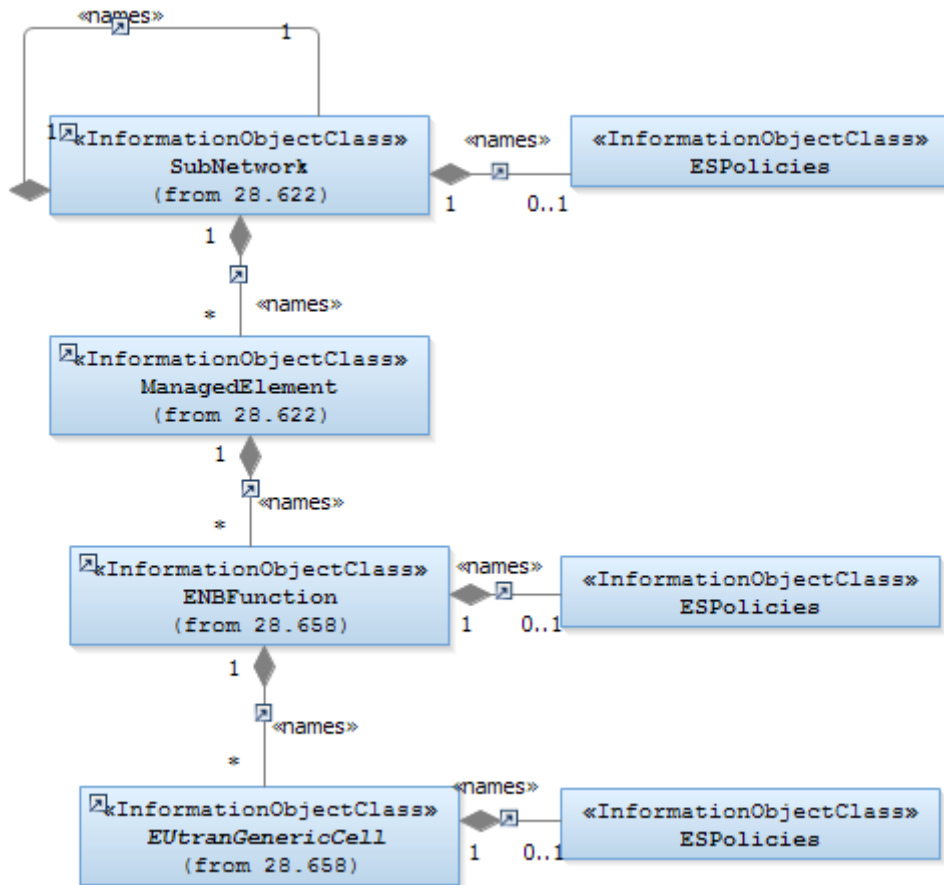 «names»
1
1
«InformationObjectClass»
SubNetwork
(from 28.622)
«names»
1
0..1
«InformationObjectClass»
ESPolicies
1
«names»
*
«InformationObjectClass»
ManagedElement
(from 28.622)
1
«names»
*
«InformationObjectClass»
ENBFunction
(from 28.658)
«names»
1
0..1
«InformationObjectClass»
ESPolicies
1
«names»
*
«InformationObjectClass»
EUtranGenericCell
(from 28.658)
«names»
1
0..1
«InformationObjectClass»
ESPolicies